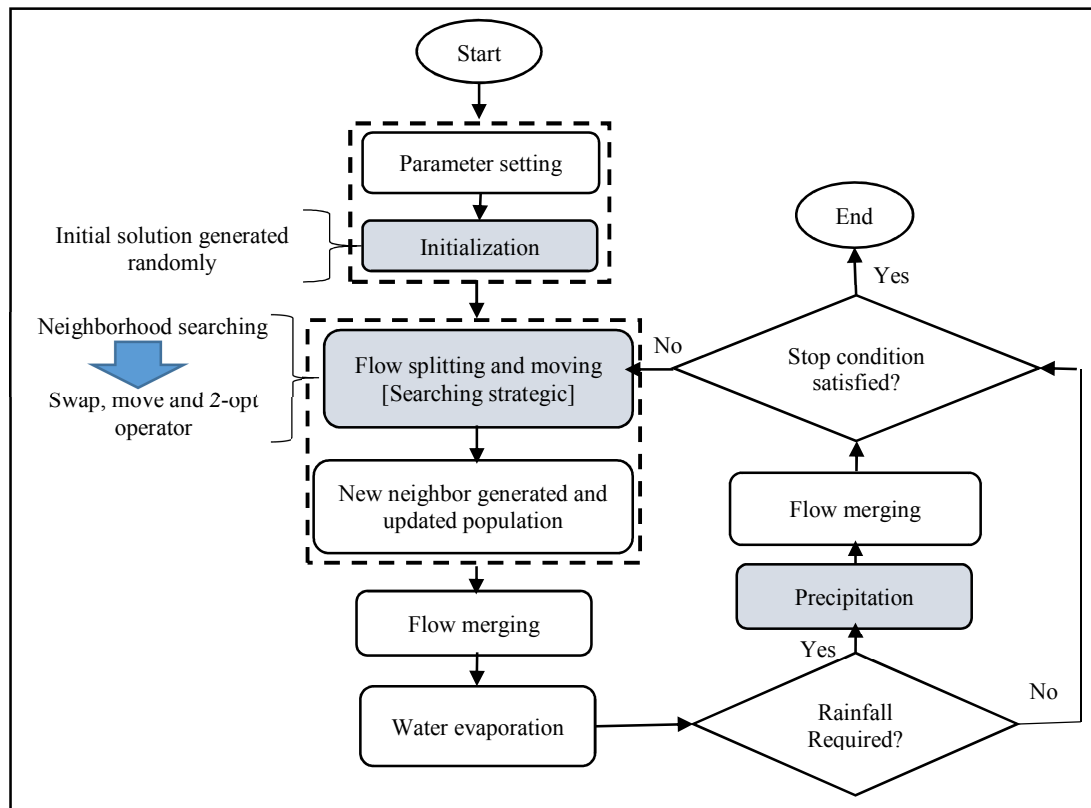 Start
Parameter setting
Initialization
Initial solution generated
randomly
Neighborhood searching
Swap, move and 2-opt
operator
Flow splitting and moving
[Searching strategic]
New neighbor generated and
updated population
Flow merging
Water evaporation
Rainfall
Required?
Yes
No
Precipitation
Flow merging
Stop condition
satisfied?
No
Yes
End